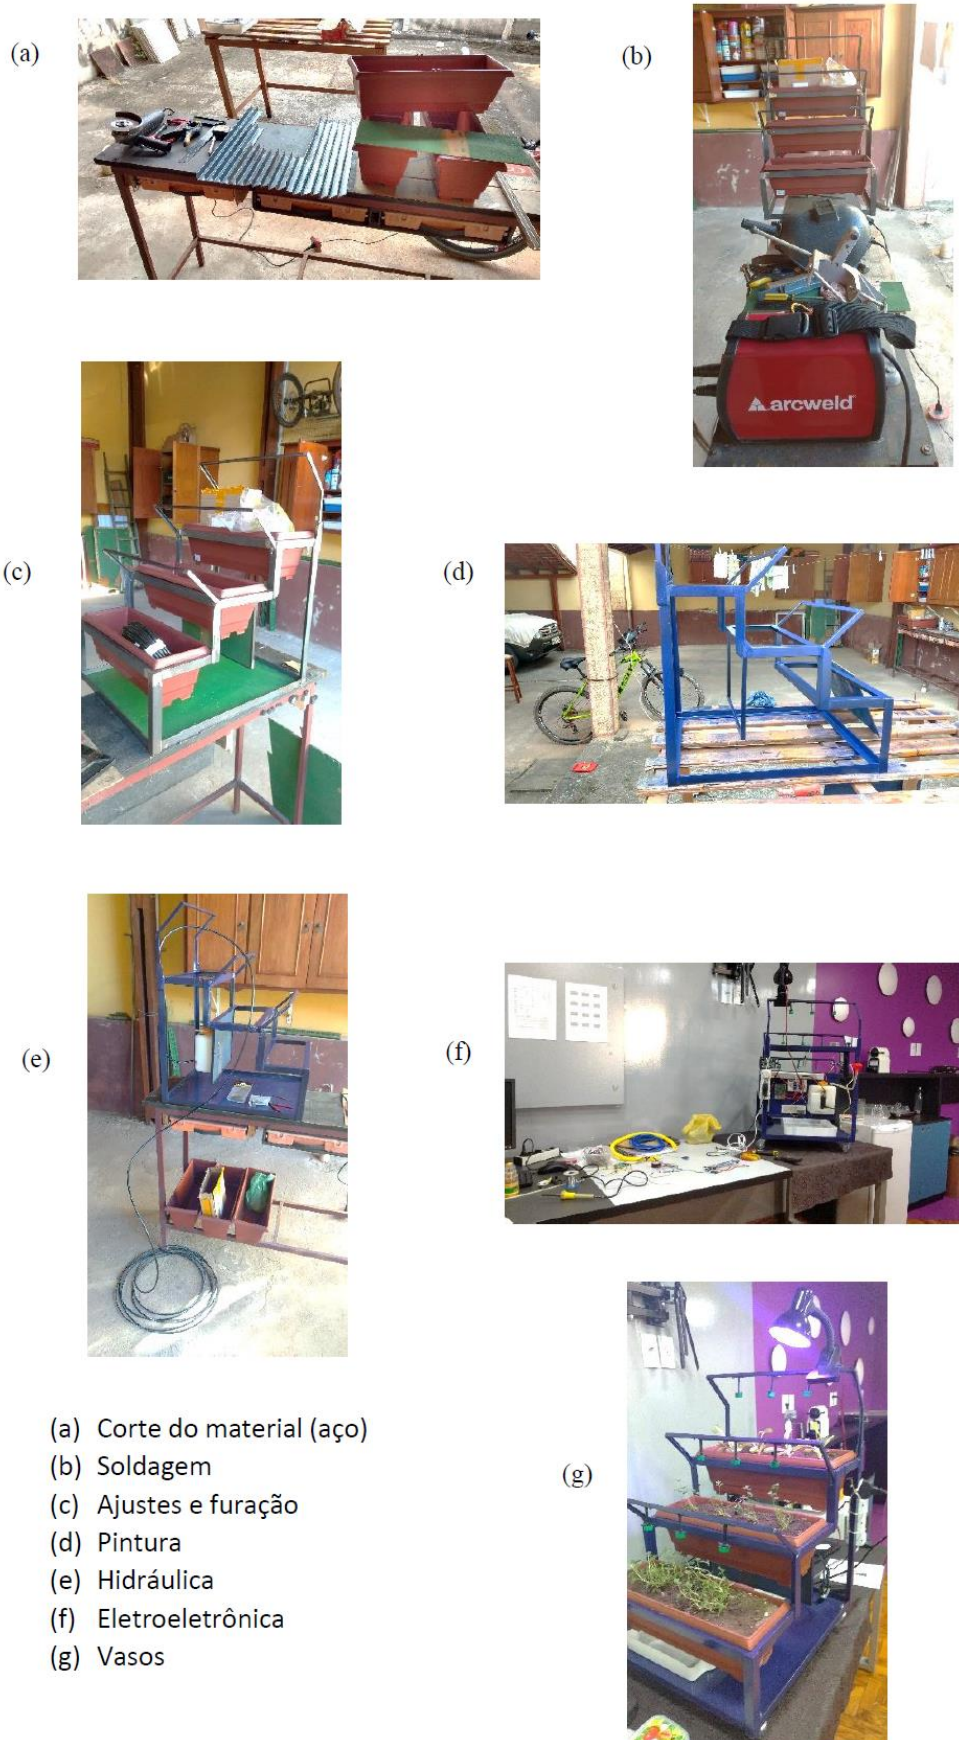 (a)
(b)
arcweld
(c)
(d)
(e)
(f)
(g)
(a) Corte do material (aço)
(b) Soldagem
(c) Ajustes e furação
(d) Pintura
(e) Hidráulica
(f) Eletroeletrônica
(g) Vasos